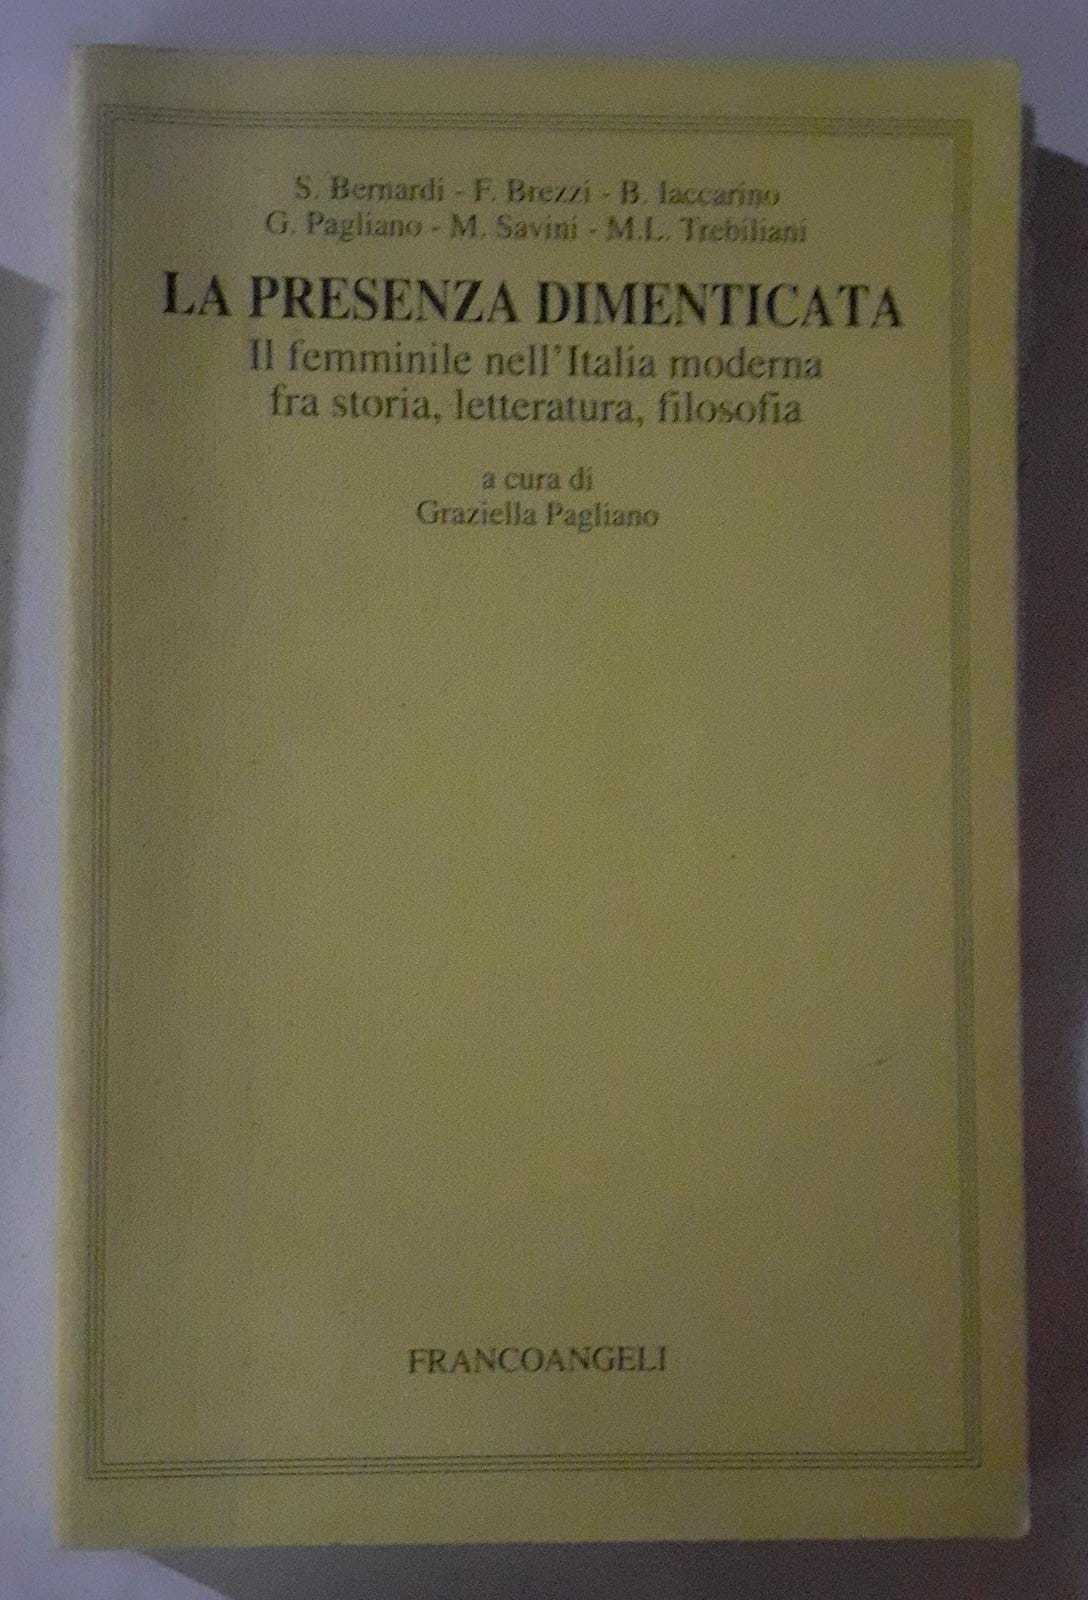 S. Bernardi - F. Brezzi - B. Iaccarino
G. Pagliano - M. Savini - M.L. Trebiliani
LA PRESENZA DIMENTICATA
Il femminile nell'Italia moderna
fra storia, letteratura, filosofia
a cura di
Graziella Pagliano
FRANCOANGELI